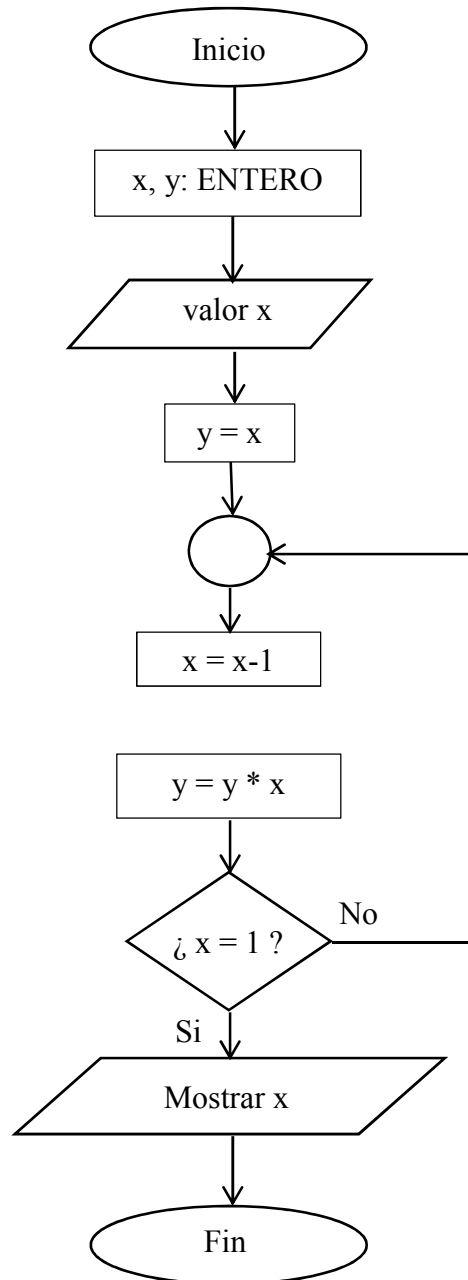 Inicio
x, y: ENTERO
valor x
y = x
x = x-1
y = y * x
¿ x = 1 ?
No
Si
Mostrar x
Fin